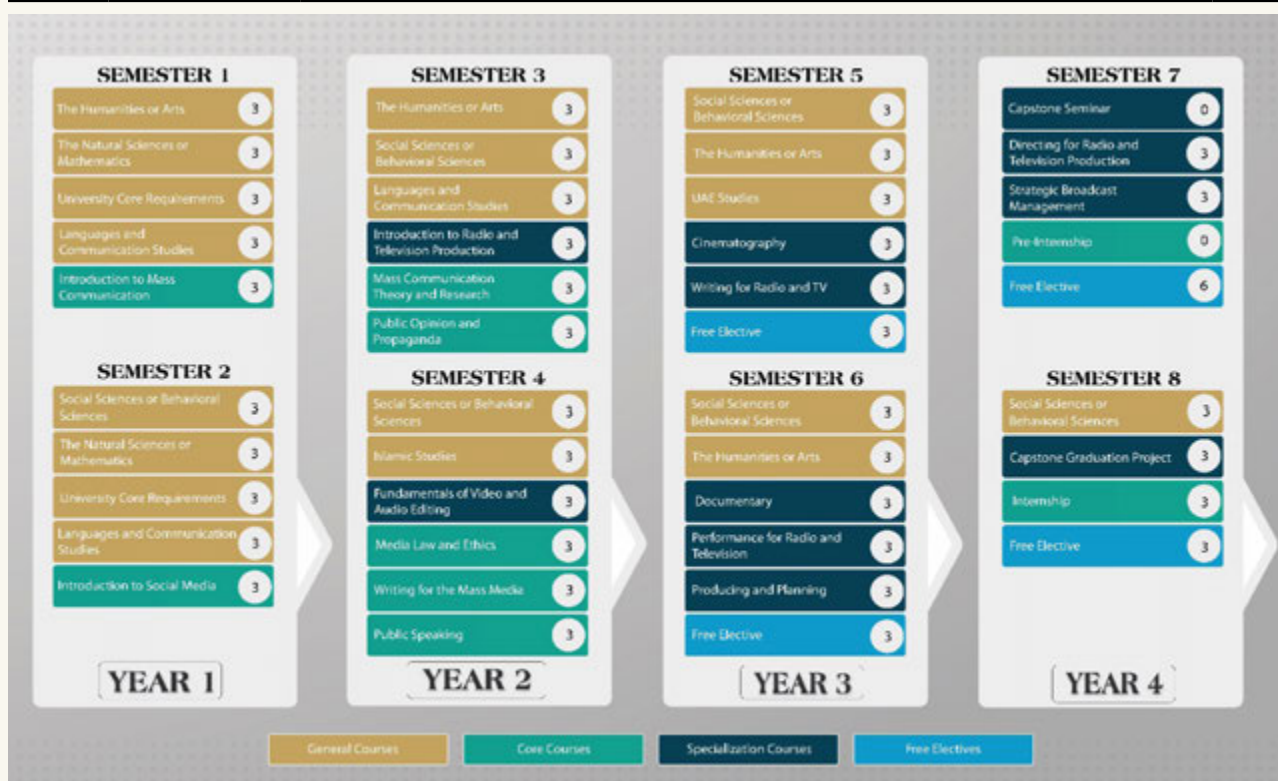 SEMESTER 1
The Humanities or Arts
3
The Natural Sciences or
Mathematics
3
University Core Requirements
3
Languages and
Communication Studies
3
Introduction to Mass
Communication
3
SEMESTER 2
Social Sciences or Behavioral
Sciences
3
The Natural Sciences or
Mathematics
3
University Core Requirements
3
Languages and Communication
Studies
3
Introduction to Social Media
3
YEAR 1
SEMESTER 3
The Humanities or Arts
3
Social Sciences or
Behavioral Sciences
3
Languages and
Communication Studies
3
Introduction to Radio and
Television Production
3
Mass Communication
Theory and Research
3
Public Opinion and
Propaganda
3
SEMESTER 4
Social Sciences or Behavioral
Sciences
3
Islamic Studies
3
Fundamentals of Video and
Audio Editing
3
Media Law and Ethics
3
Writing for the Mass Media
3
Public Speaking
3
YEAR 2
SEMESTER 5
Social Sciences or
Behavioral Sciences
3
The Humanities or Arts
3
UAE Studies
3
Cinematography
3
Writing for Radio and TV
3
Free Elective
3
SEMESTER 6
Social Sciences or
Behavioral Sciences
3
The Humanities or Arts
3
Documentary
3
Performance for Radio and
Television
3
Producing and Planning
3
Free Elective
3
YEAR 3
SEMESTER 7
Capstone Seminar
0
Directing for Radio and
Television Production
3
Strategic Broadcast
Management
3
Pre-Internship
0
Free Elective
6
SEMESTER 8
Social Sciences or
Behavioral Sciences
3
Capstone Graduation Project
3
Internship
3
Free Elective
3
YEAR 4
General Courses
Core Courses
Specialization Courses
Free Electives